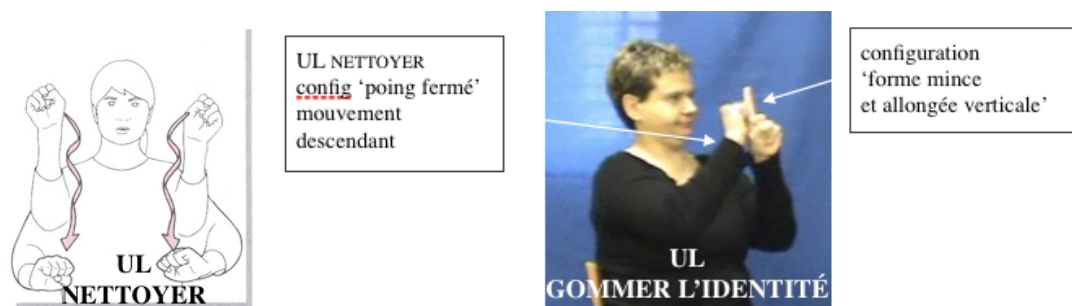 UL NETTOYER
config ‘poing fermé’
mouvement
descendant
UL
NETTOYER
configuration
‘forme mince
et allongée verticale’
UL
GOMMER L’IDENTITÉ